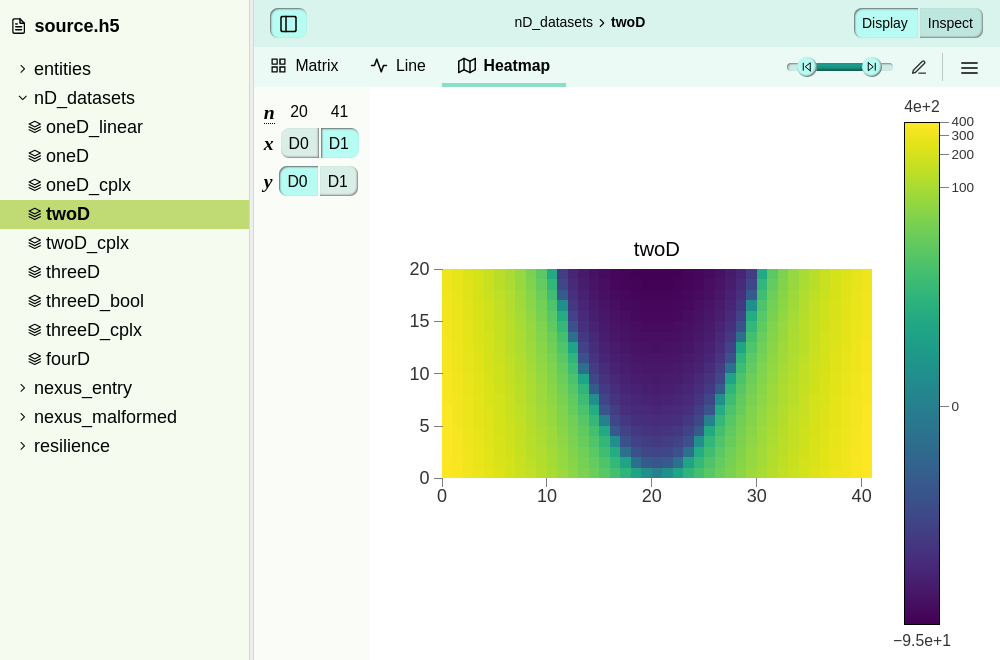 source.h5
entities
nD_datasets
oneD_linear
oneD
oneD_cplx
twoD
twoD_cplx
threeD
threeD_bool
threeD_cplx
fourD
nexus_entry
nexus_malformed
resilience
nD_datasets › twoD
Display Inspect
Matrix Line Heatmap
n 20 41
x D0 D1
y D0 D1
twoD
20
15
10
5
0
0 10 20 30 40
4e+2
400
300
200
100
0
−9.5e+1